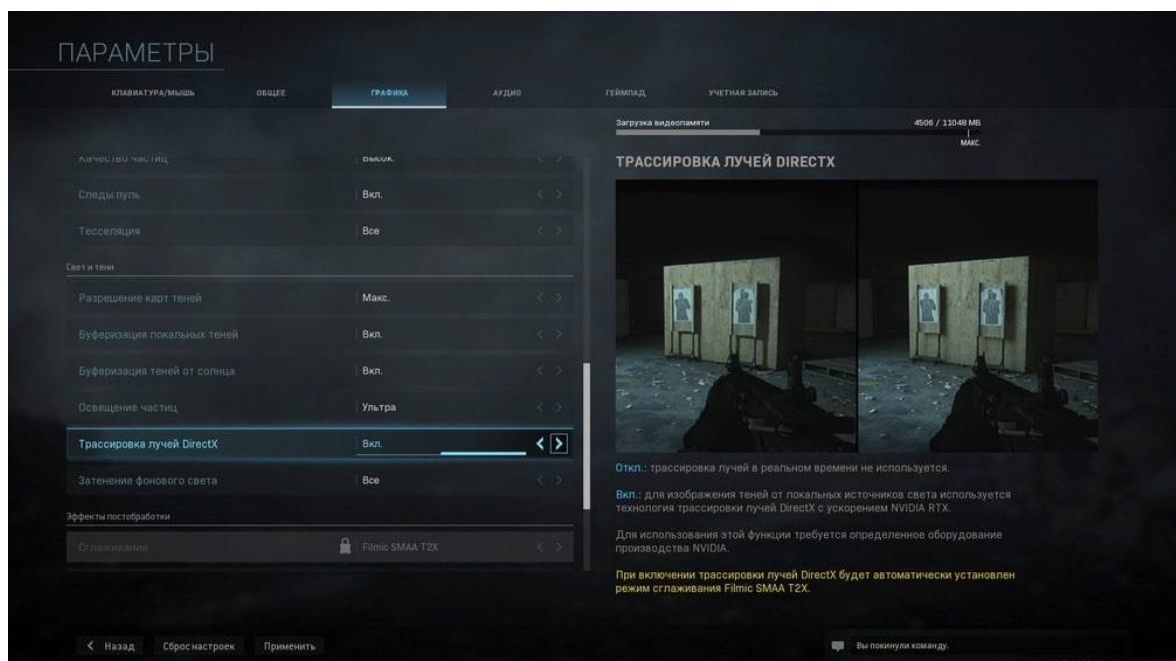 ПАРАМЕТРЫ
КЛАВИАТУРА/МЫШЬ ОБЩЕЕ ГРАФИКА АУДИО ГЕЙМПАД УЧЕТНАЯ ЗАПИСЬ
Загрузка видеопамяти 4506 / 11048 MB
МАКС.
Качество частиц Высок.
ТРАССИРОВКА ЛУЧЕЙ DIRECTX
Следы пуль Вкл.
Тесселяция Все
Свет и тени
Разрешение карт теней Макс.
Буферизация локальных теней Вкл.
Буферизация теней от солнца Вкл.
Освещение частиц Ультра
Трассировка лучей DirectX Вкл.
Затенение фонового света Все
Эффекты постобработки
Сглаживание Filmic SMAA T2X
Откл.: трассировка лучей в реальном времени не используется.
Вкл.: для изображения теней от локальных источников света используется
технология трассировки лучей DirectX с ускорением NVIDIA RTX.
Для использования этой функции требуется определенное оборудование
производства NVIDIA.
При включении трассировки лучей DirectX будет автоматически установлен
режим сглаживания Filmic SMAA T2X.
Назад Сброс настроек Применить
Вы покинули команду.